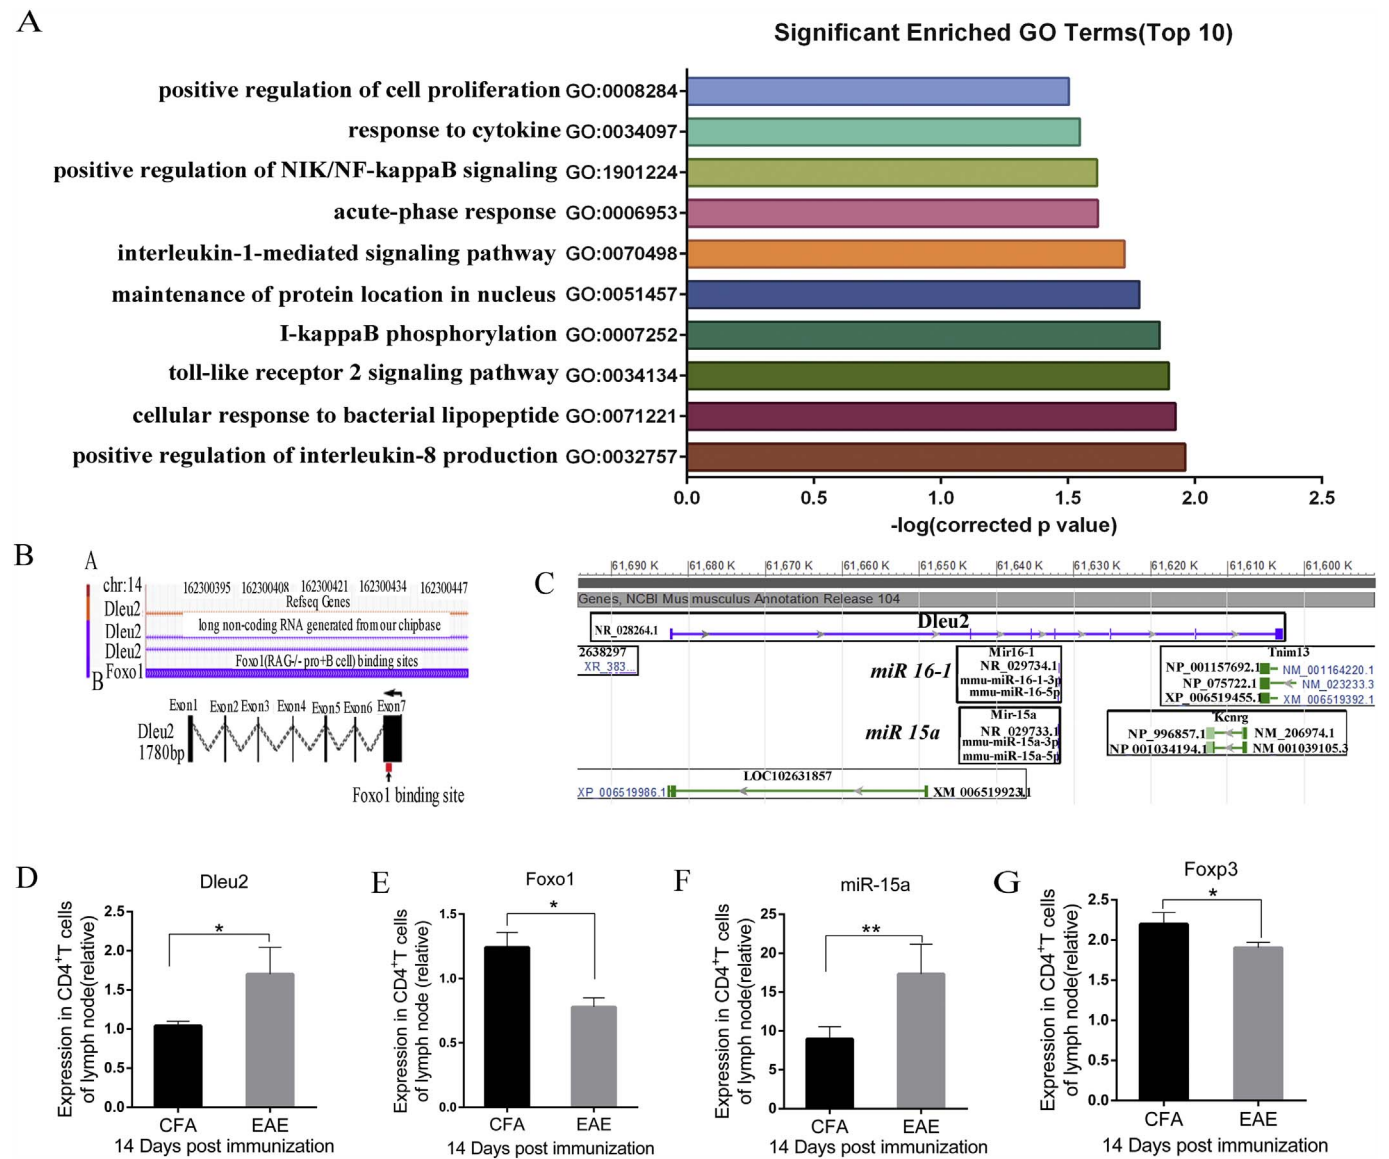 A
Significant Enriched GO Terms(Top 10)
positive regulation of cell proliferation GO:0008284
response to cytokine GO:0034097
positive regulation of NIK/NF-kappaB signaling GO:1901224
acute-phase response GO:0006953
interleukin-1-mediated signaling pathway GO:0070498
maintenance of protein location in nucleus GO:0051457
I-kappaB phosphorylation GO:0007252
toll-like receptor 2 signaling pathway GO:0034134
cellular response to bacterial lipopeptide GO:0071221
positive regulation of interleukin-8 production GO:0032757
0.0 0.5 1.0 1.5 2.0 2.5
-log(corrected p value)
B
A
chr:14 162300395 162300408 162300421 162300434 162300447
Refseq Genes
Dleu2
long non-coding RNA generated from our chipbase
Dleu2
Dleu2
Foxo1(RAG-/- pro+B cell) binding sites
Foxo1
B
Exon1 Exon2 Exon3 Exon4 Exon5 Exon6 Exon7
Dleu2
1780bp
Foxo1 binding site
C
61,690 K 61,680 K 61,670 K 61,660 K 61,650 K 61,640 K 61,630 K 61,620 K 61,610 K 61,600 K
Genes, NCBI Mus musculus Annotation Release 104
Dleu2
NR_028264.1
2638297
XR_383...
miR 16-1
Mir16-1
NR_029734.1
mmu-miR-16-1-3p
mmu-miR-16-5p
Tnim13
NP_001157692.1 NM_001164220.1
NP_075722.1 NM_023233.3
XP_006519455.1 XM_006519392.1
miR 15a
Mir-15a
NR_029733.1
mmu-miR-15a-3p
mmu-miR-15a-5p
Kcnrg
NP_996857.1 NM_206974.1
NP 001034194.1 NM 001039105.3
LOC102631857
XP_006519986.1 XM 006519923.1
D
Dleu2
Expression in CD4+T cells
of lymph node(relative)
2.5
2.0
1.5
1.0
0.5
0.0
*
CFA EAE
14 Days post immunization
E
Foxo1
Expression in CD4+T cells
of lymph node (relative)
1.5
1.0
0.5
0.0
*
CFA EAE
14 Days post immunization
F
miR-15a
Expression in CD4+T cells
of lymph node(relative)
25
20
15
10
5
0
**
CFA EAE
14 Days post immunization
G
Foxp3
Expression in CD4+T cells
of lymph node(relative)
2.5
2.0
1.5
1.0
0.5
0.0
*
CFA EAE
14 Days post immunization